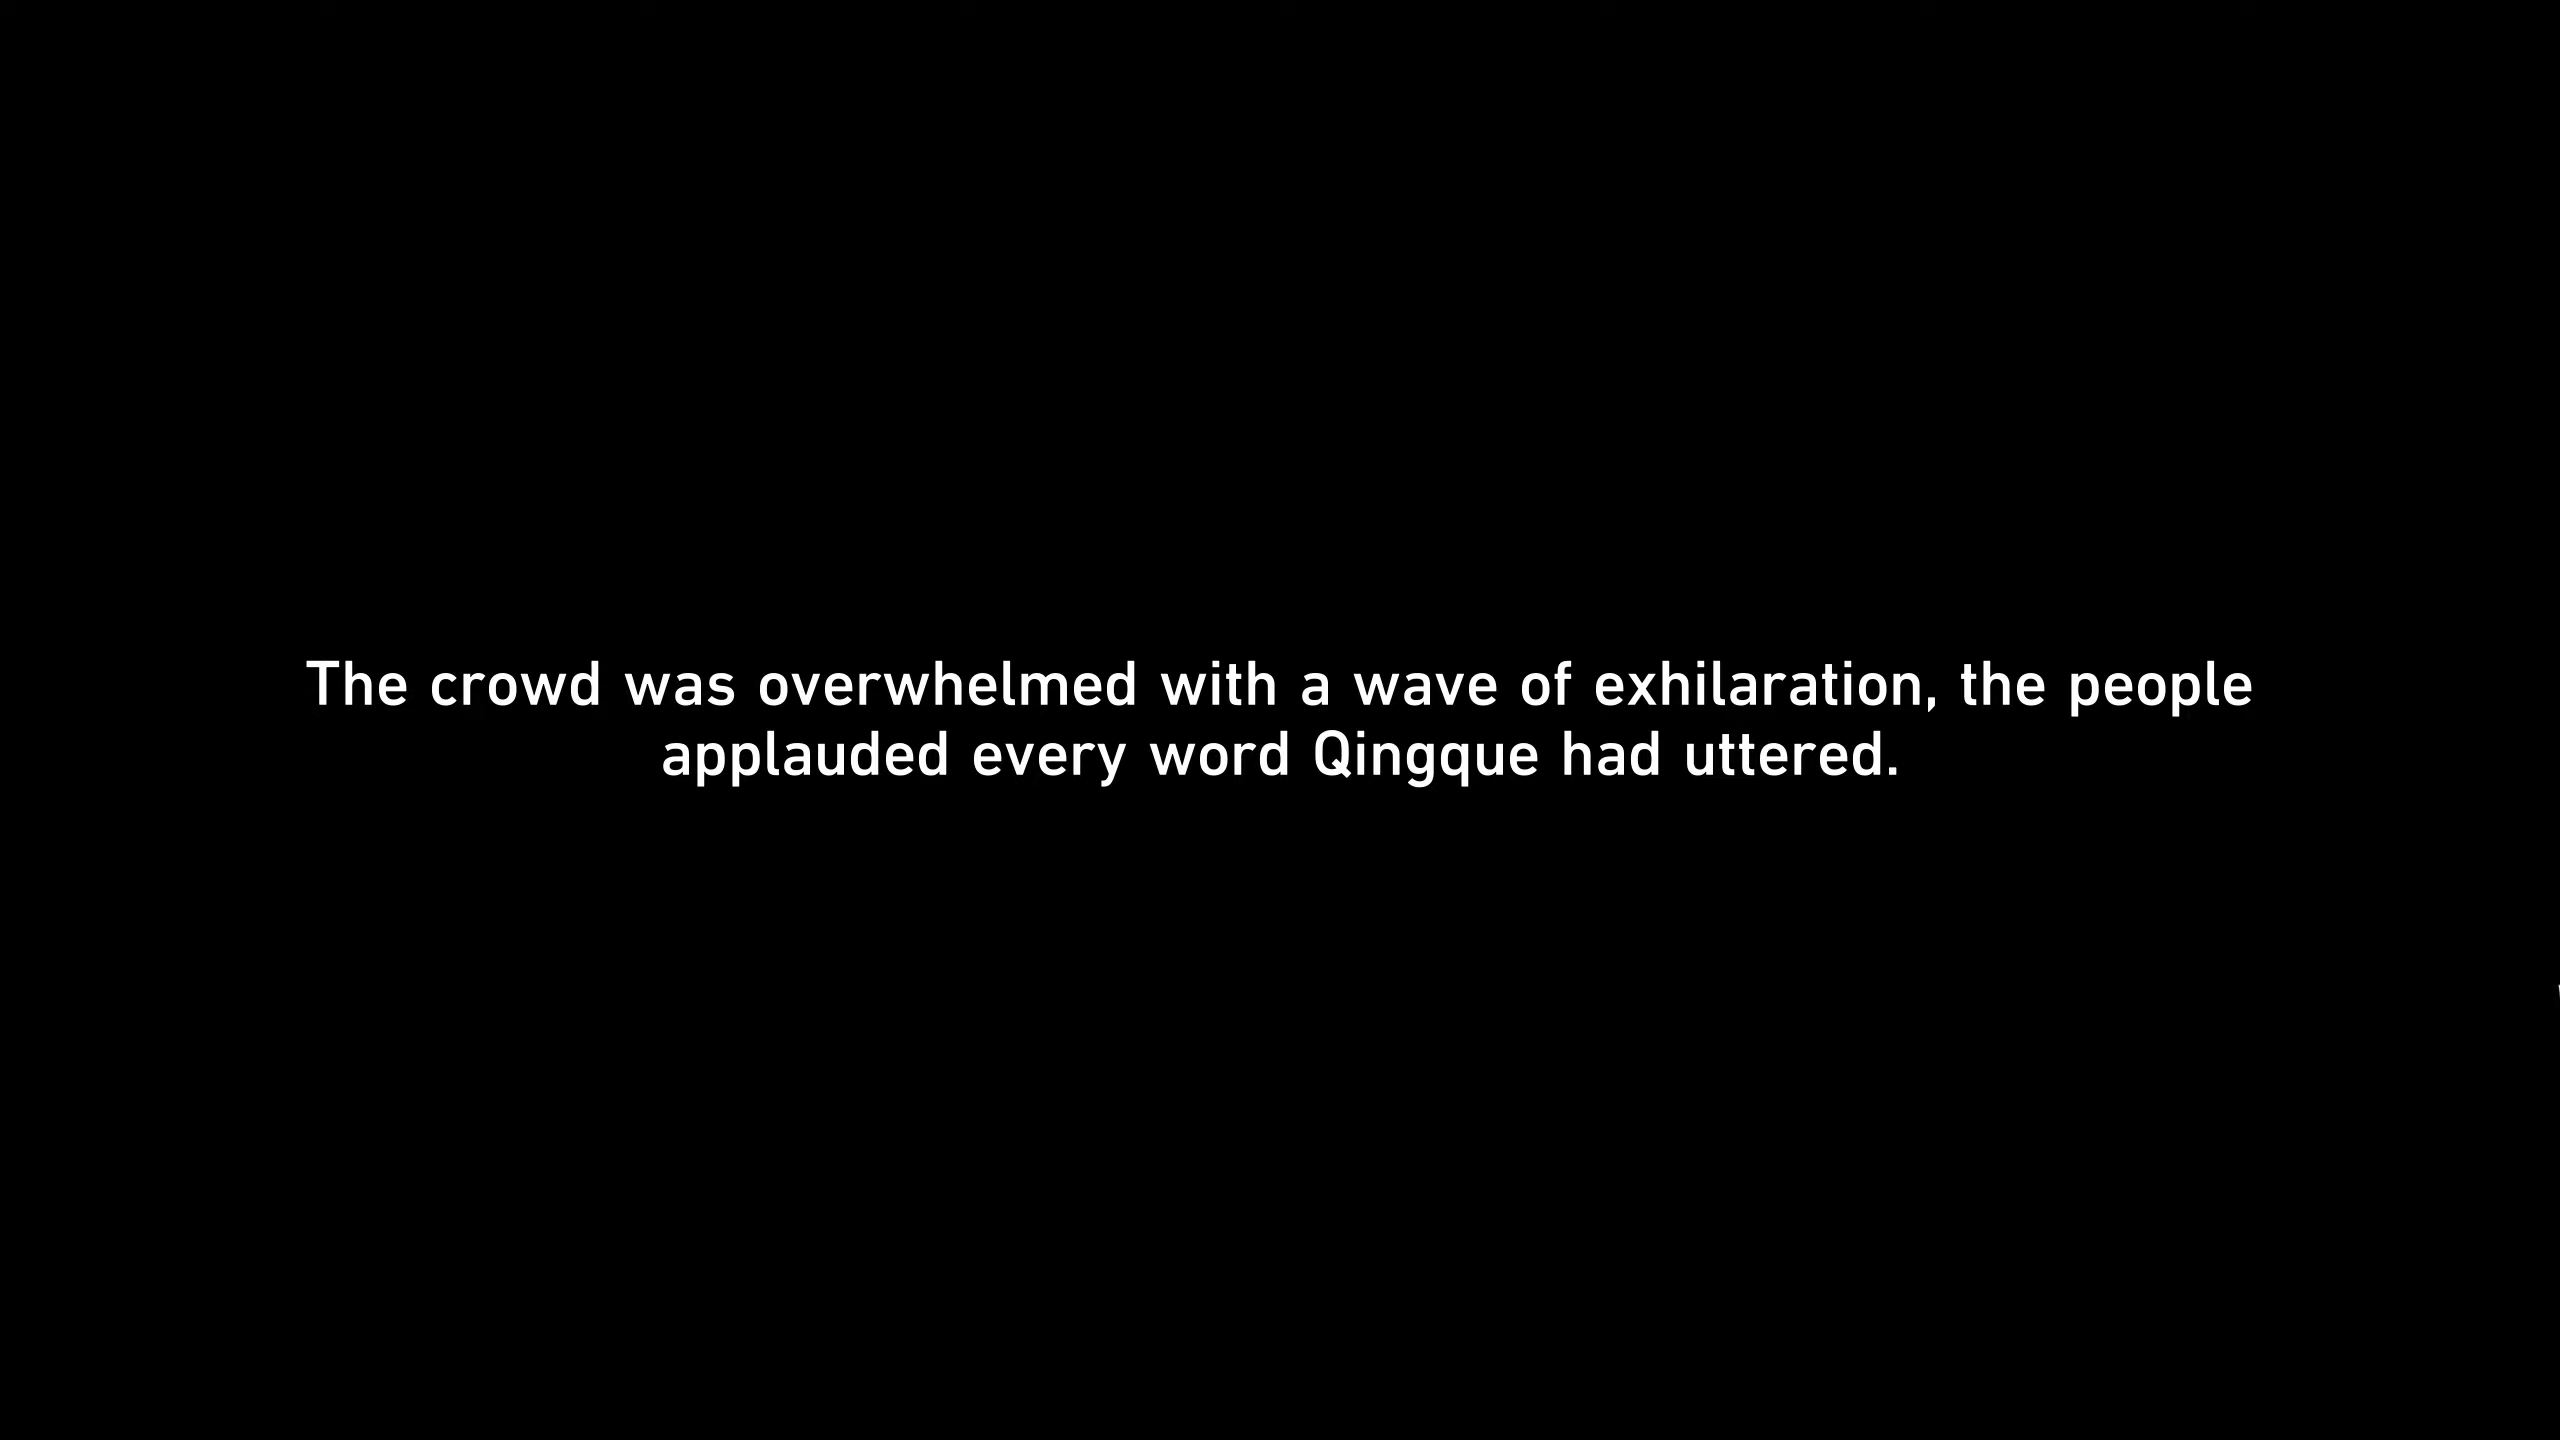 The crowd was overwhelmed with a wave of exhilaration, the people
applauded every word Qingque had uttered.